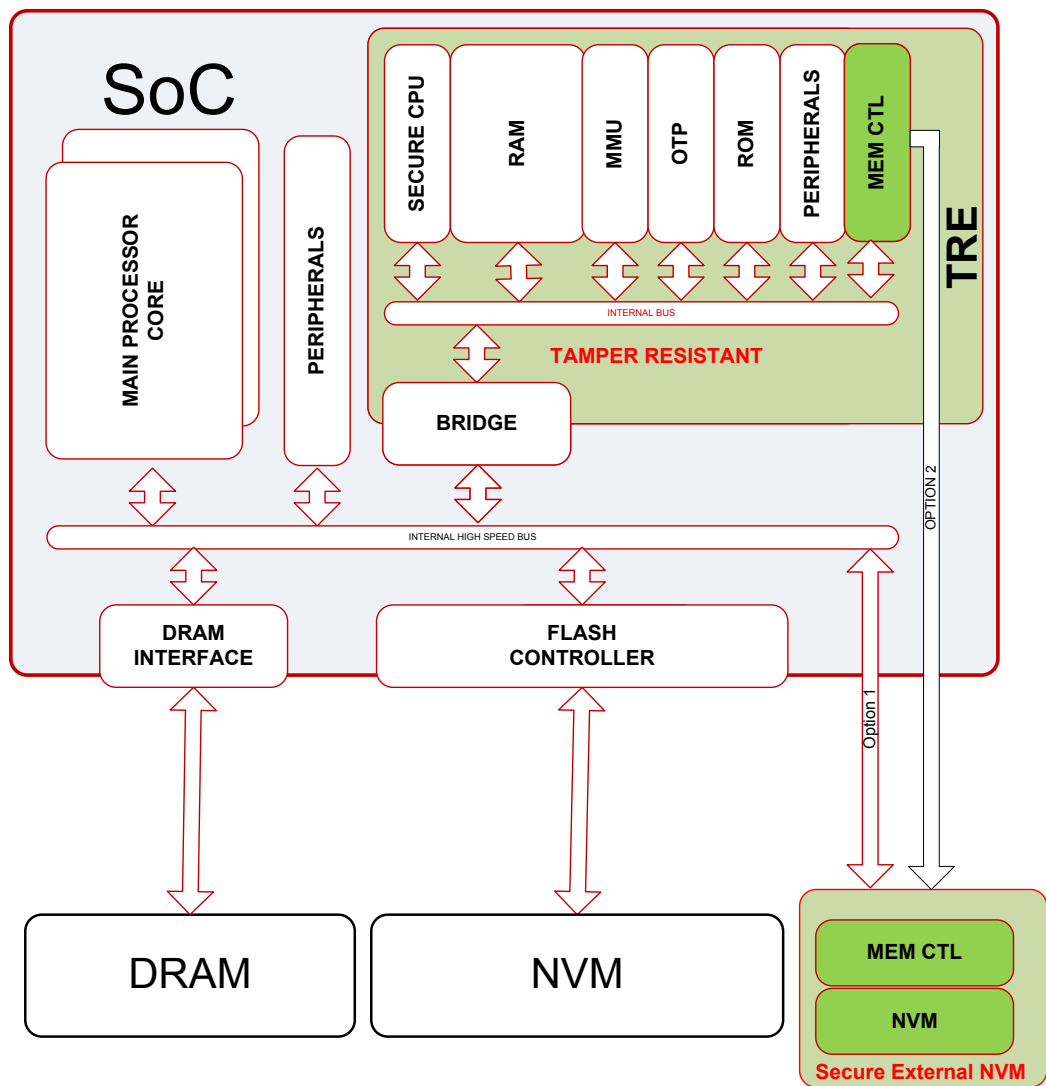 SoC
MAIN PROCESSOR
CORE
PERIPHERALS
SECURE CPU
RAM
MMU
OTP
ROM
PERIPHERALS
MEM CTL
TRE
INTERNAL BUS
TAMPER RESISTANT
BRIDGE
OPTION 2
INTERNAL HIGH SPEED BUS
DRAM
INTERFACE
FLASH
CONTROLLER
Option 1
DRAM
NVM
MEM CTL
NVM
Secure External NVM